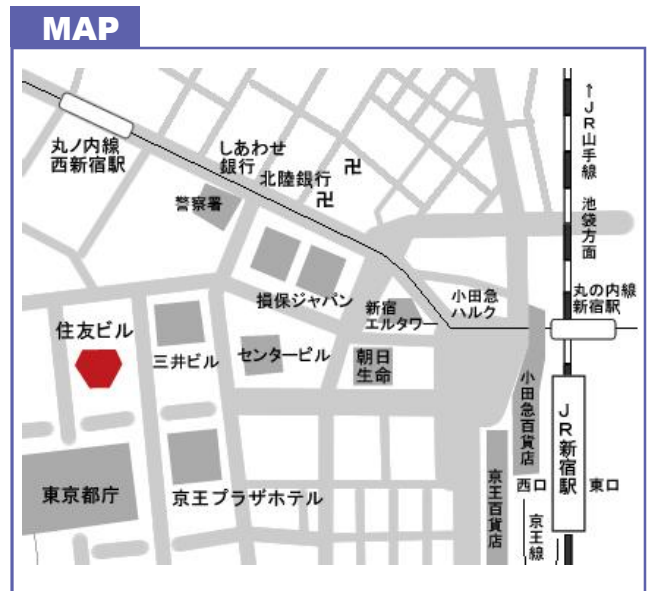 MAP
丸ノ内線
西新宿駅
しあわせ
銀行
北陸銀行
卍
卍
警察署
↑JR山手線 池袋方面
損保ジャパン
新宿
エルタワー
小田急
ハルク
丸の内線
新宿駅
住友ビル
三井ビル
センタービル
朝日
生命
小田急百貨店
JR新宿駅
東京都庁
京王プラザホテル
京王百貨店
西口
東口
京王線